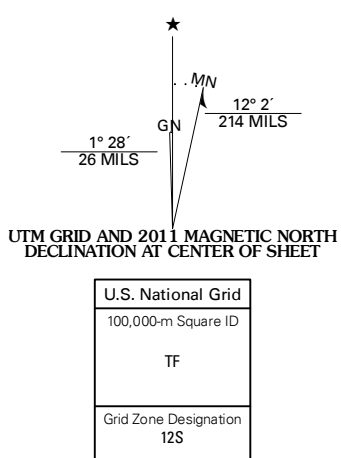 ★
MN
GN
12° 2´
214 MILS
1° 28´
26 MILS
UTM GRID AND 2011 MAGNETIC NORTH
DECLINATION AT CENTER OF SHEET
U.S. National Grid
100,000-m Square ID
TF
Grid Zone Designation
12S